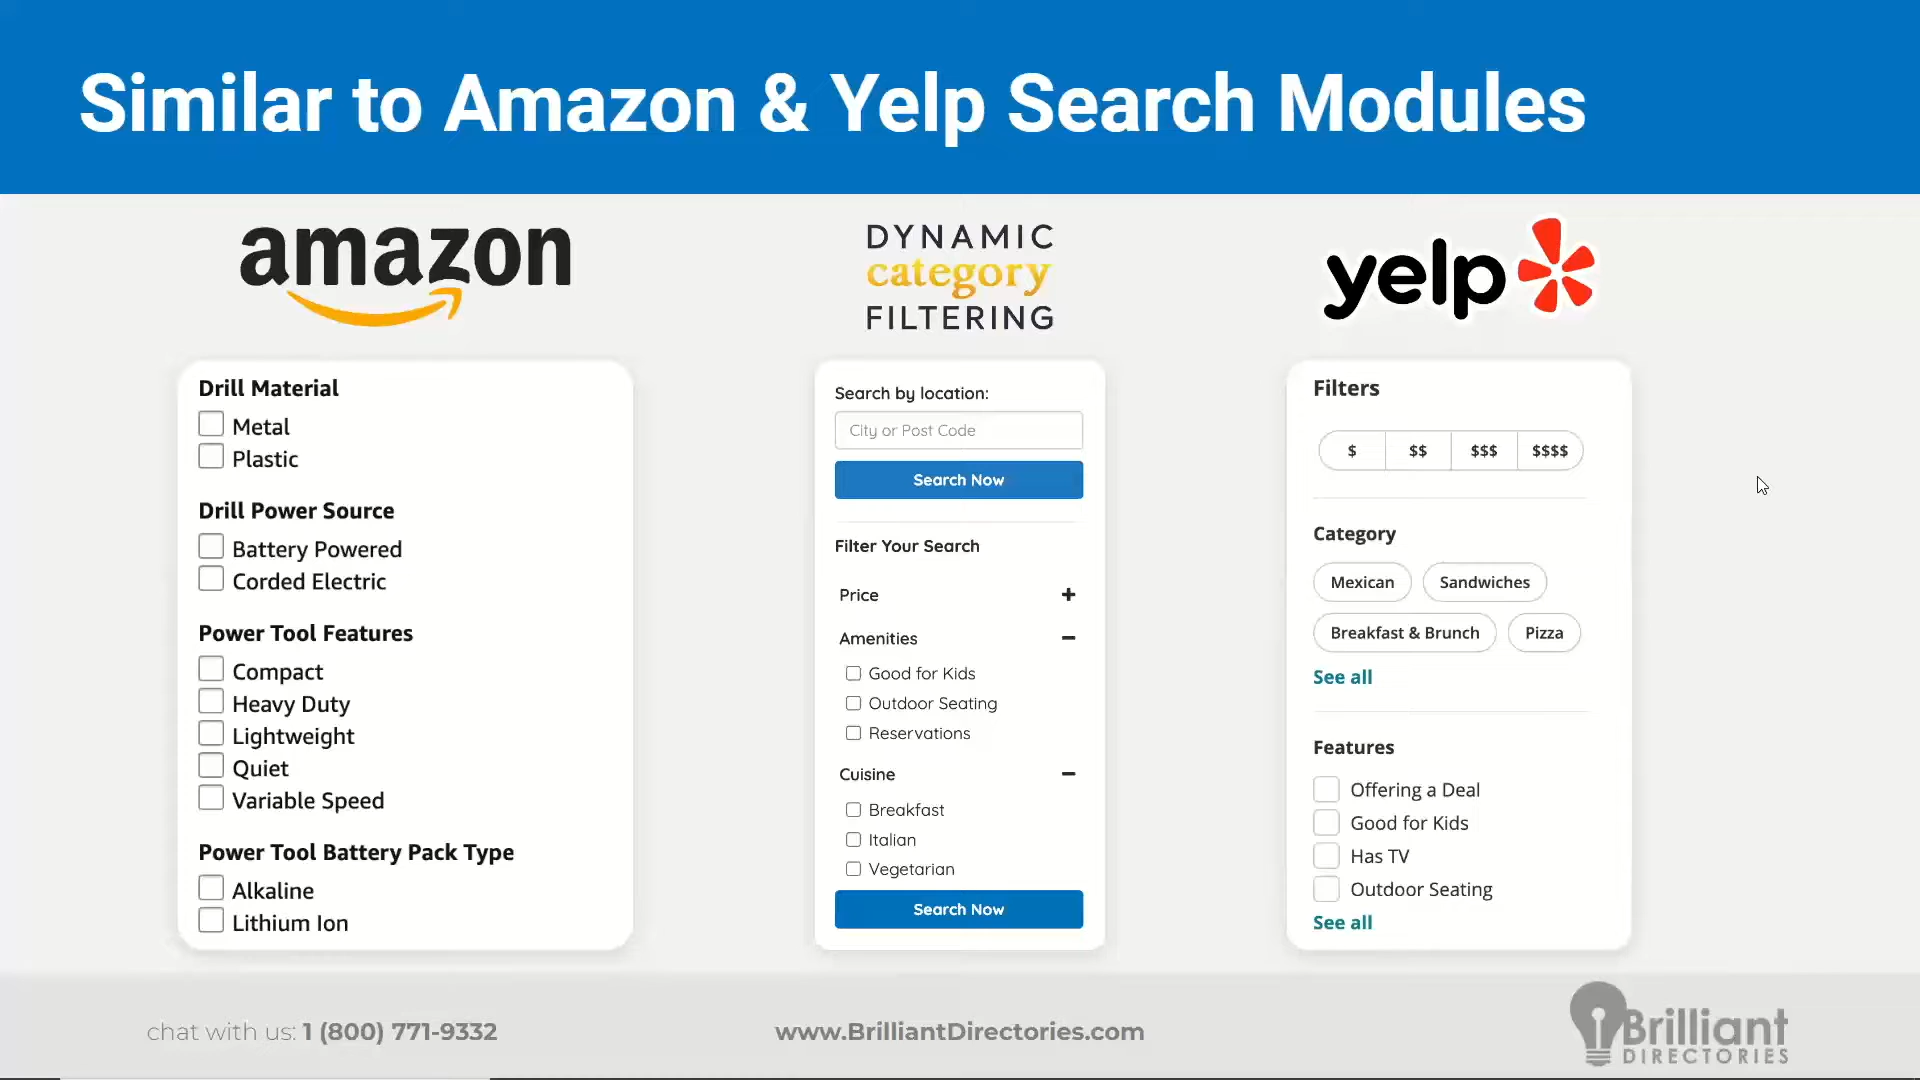 Similar to Amazon & Yelp Search Modules
amazon
Drill Material
Metal
Plastic
Drill Power Source
Battery Powered
Corded Electric
Power Tool Features
Compact
Heavy Duty
Lightweight
Quiet
Variable Speed
Power Tool Battery Pack Type
Alkaline
Lithium Ion
DYNAMIC
category
FILTERING
Search by location:
City or Post Code
Search Now
Filter Your Search
Price +
Amenities −
Good for Kids
Outdoor Seating
Reservations
Cuisine −
Breakfast
Italian
Vegetarian
Search Now
yelp
Filters
$ $$ $$$ $$$$
Category
Mexican Sandwiches
Breakfast & Brunch Pizza
See all
Features
Offering a Deal
Good for Kids
Has TV
Outdoor Seating
See all
chat with us: 1 (800) 771-9332
www.BrilliantDirectories.com
Brilliant
DIRECTORIES